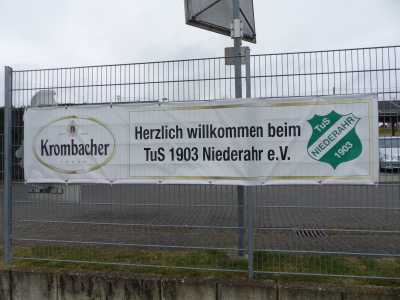 Krombacher
Herzlich willkommen beim
TuS 1903 Niederahr e.V.
TuS
NIEDERAHR
1903